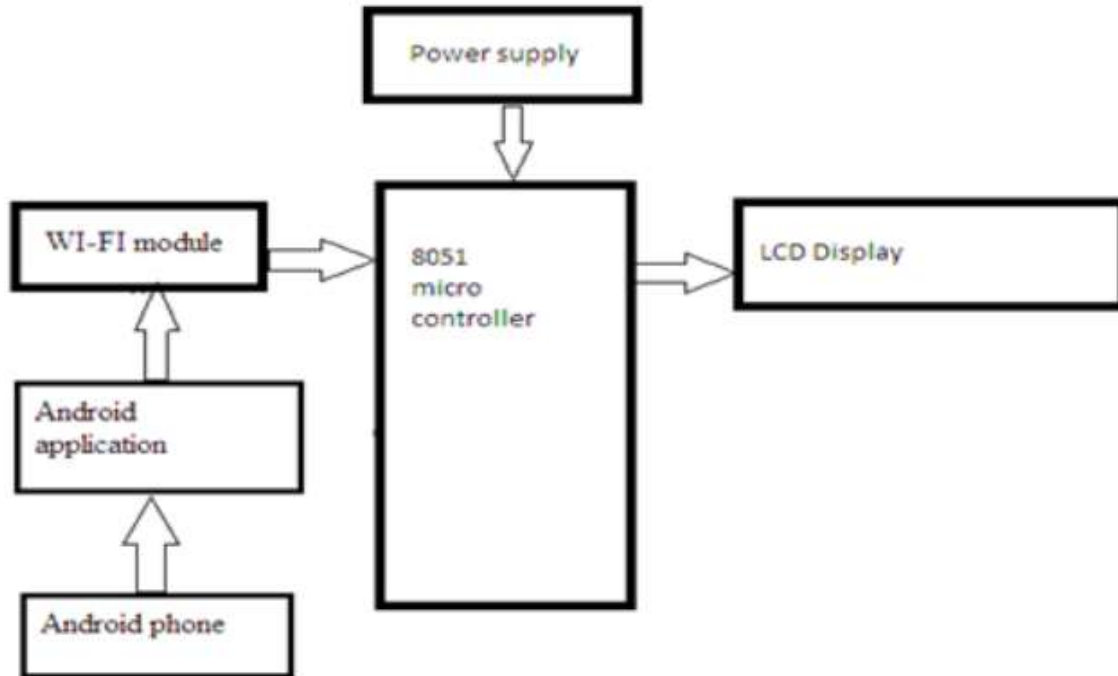 Power supply
WI-FI module
8051
micro
controller
LCD Display
Android
application
Android phone